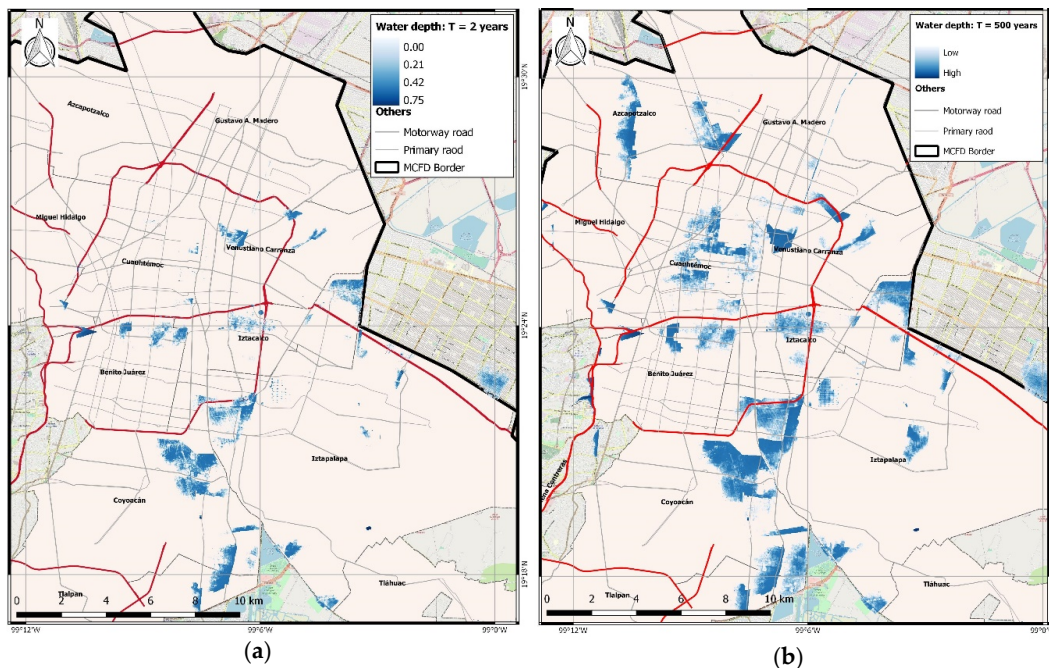 N
Water depth: T = 2 years
0.00
0.21
0.42
0.75
Others
Motorway road
Primary raod
MCFD Border
Azcapotzalco
Gustavo A. Madero
Miguel Hidalgo
Venustiano Carranza
Cuauhtémoc
Iztacalco
Benito Juárez
Iztapalapa
Coyoacán
Tláhuac
Tlalpan
0 2 4 6 8 10 km
99°12'W
99°6'W
99°0'W
19°30'N
19°24'N
19°18'N
(a)
N
Water depth: T = 500 years
Low
High
Others
Motorway road
Primary raod
MCFD Border
Azcapotzalco
Gustavo A. Madero
Miguel Hidalgo
Venustiano Carranza
Cuauhtémoc
Iztacalco
Benito Juárez
Iztapalapa
ena Contreras
Coyoacán
Tláhuac
Tlalpan
0 2 4 6 8 10 km
99°12'W
99°6'W
99°0'
(b)